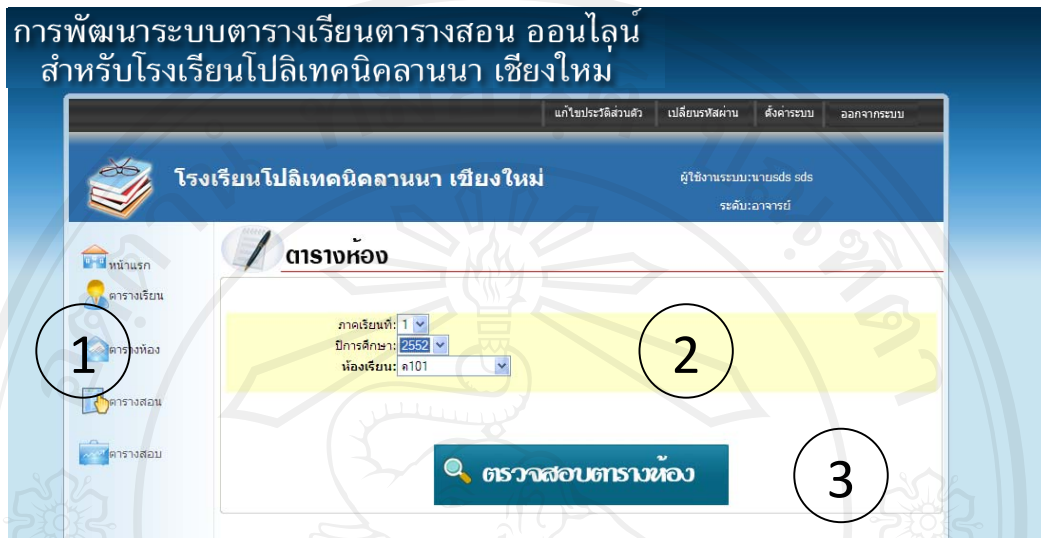 การพัฒนาระบบตารางเรียนตารางสอน ออนไลน์
สำหรับโรงเรียนโปลิเทคนิคลานนา เชียงใหม่
แก้ไขประวัติส่วนตัว เปลี่ยนรหัสผ่าน ตั้งค่าระบบ ออกจากระบบ
โรงเรียนโปลิเทคนิคลานนา เชียงใหม่
ผู้ใช้งานระบบ:นายsds sds
ระดับ:อาจารย์
หน้าแรก
ตารางเรียน
ตารางห้อง
ตารางสอน
ตารางสอบ
1
ตารางห้อง
ภาคเรียนที่: 1
ปีการศึกษา: 2552
ห้องเรียน: ค101
2
ตรวจสอบตารางห้อง
3